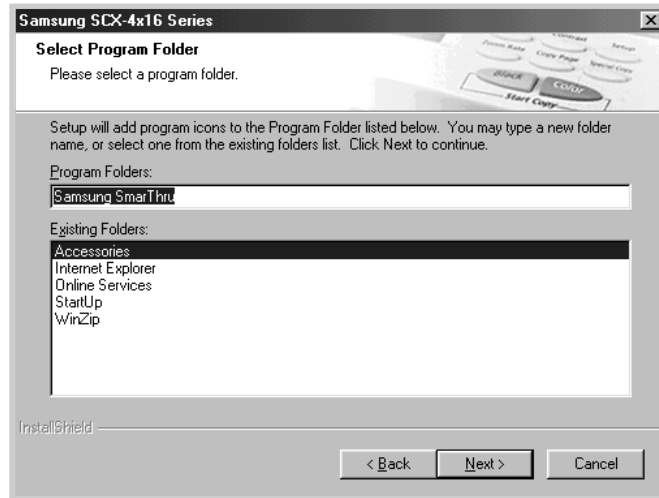 Samsung SCX-4x16 Series
Select Program Folder
Please select a program folder.
Contrast
Zoom Rate Copy Page Special Copy
Setup
Black Color
Start Copy
Setup will add program icons to the Program Folder listed below. You may type a new folder
name, or select one from the existing folders list. Click Next to continue.
Program Folders:
Samsung SmarThru
Existing Folders:
Accessories
Internet Explorer
Online Services
StartUp
WinZip
InstallShield
< Back
Next >
Cancel